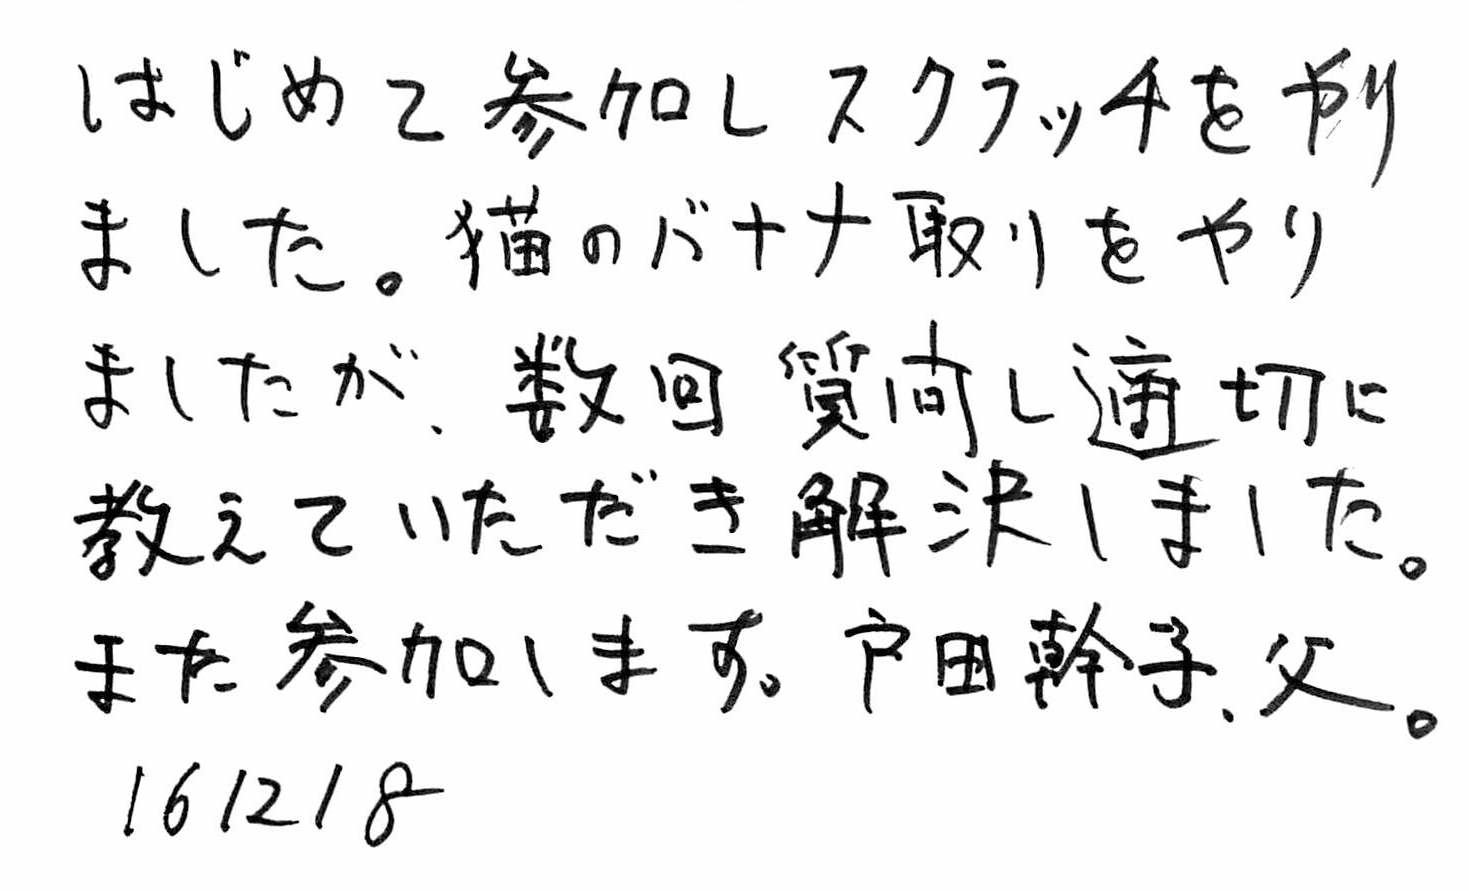 はじめて参加しスクラッチをやり
ました。猫のバナナ取りをやり
ましたが、数回質問し適切に
教えていただき解決しました。
また参加します。戸田幹子、父。
161218